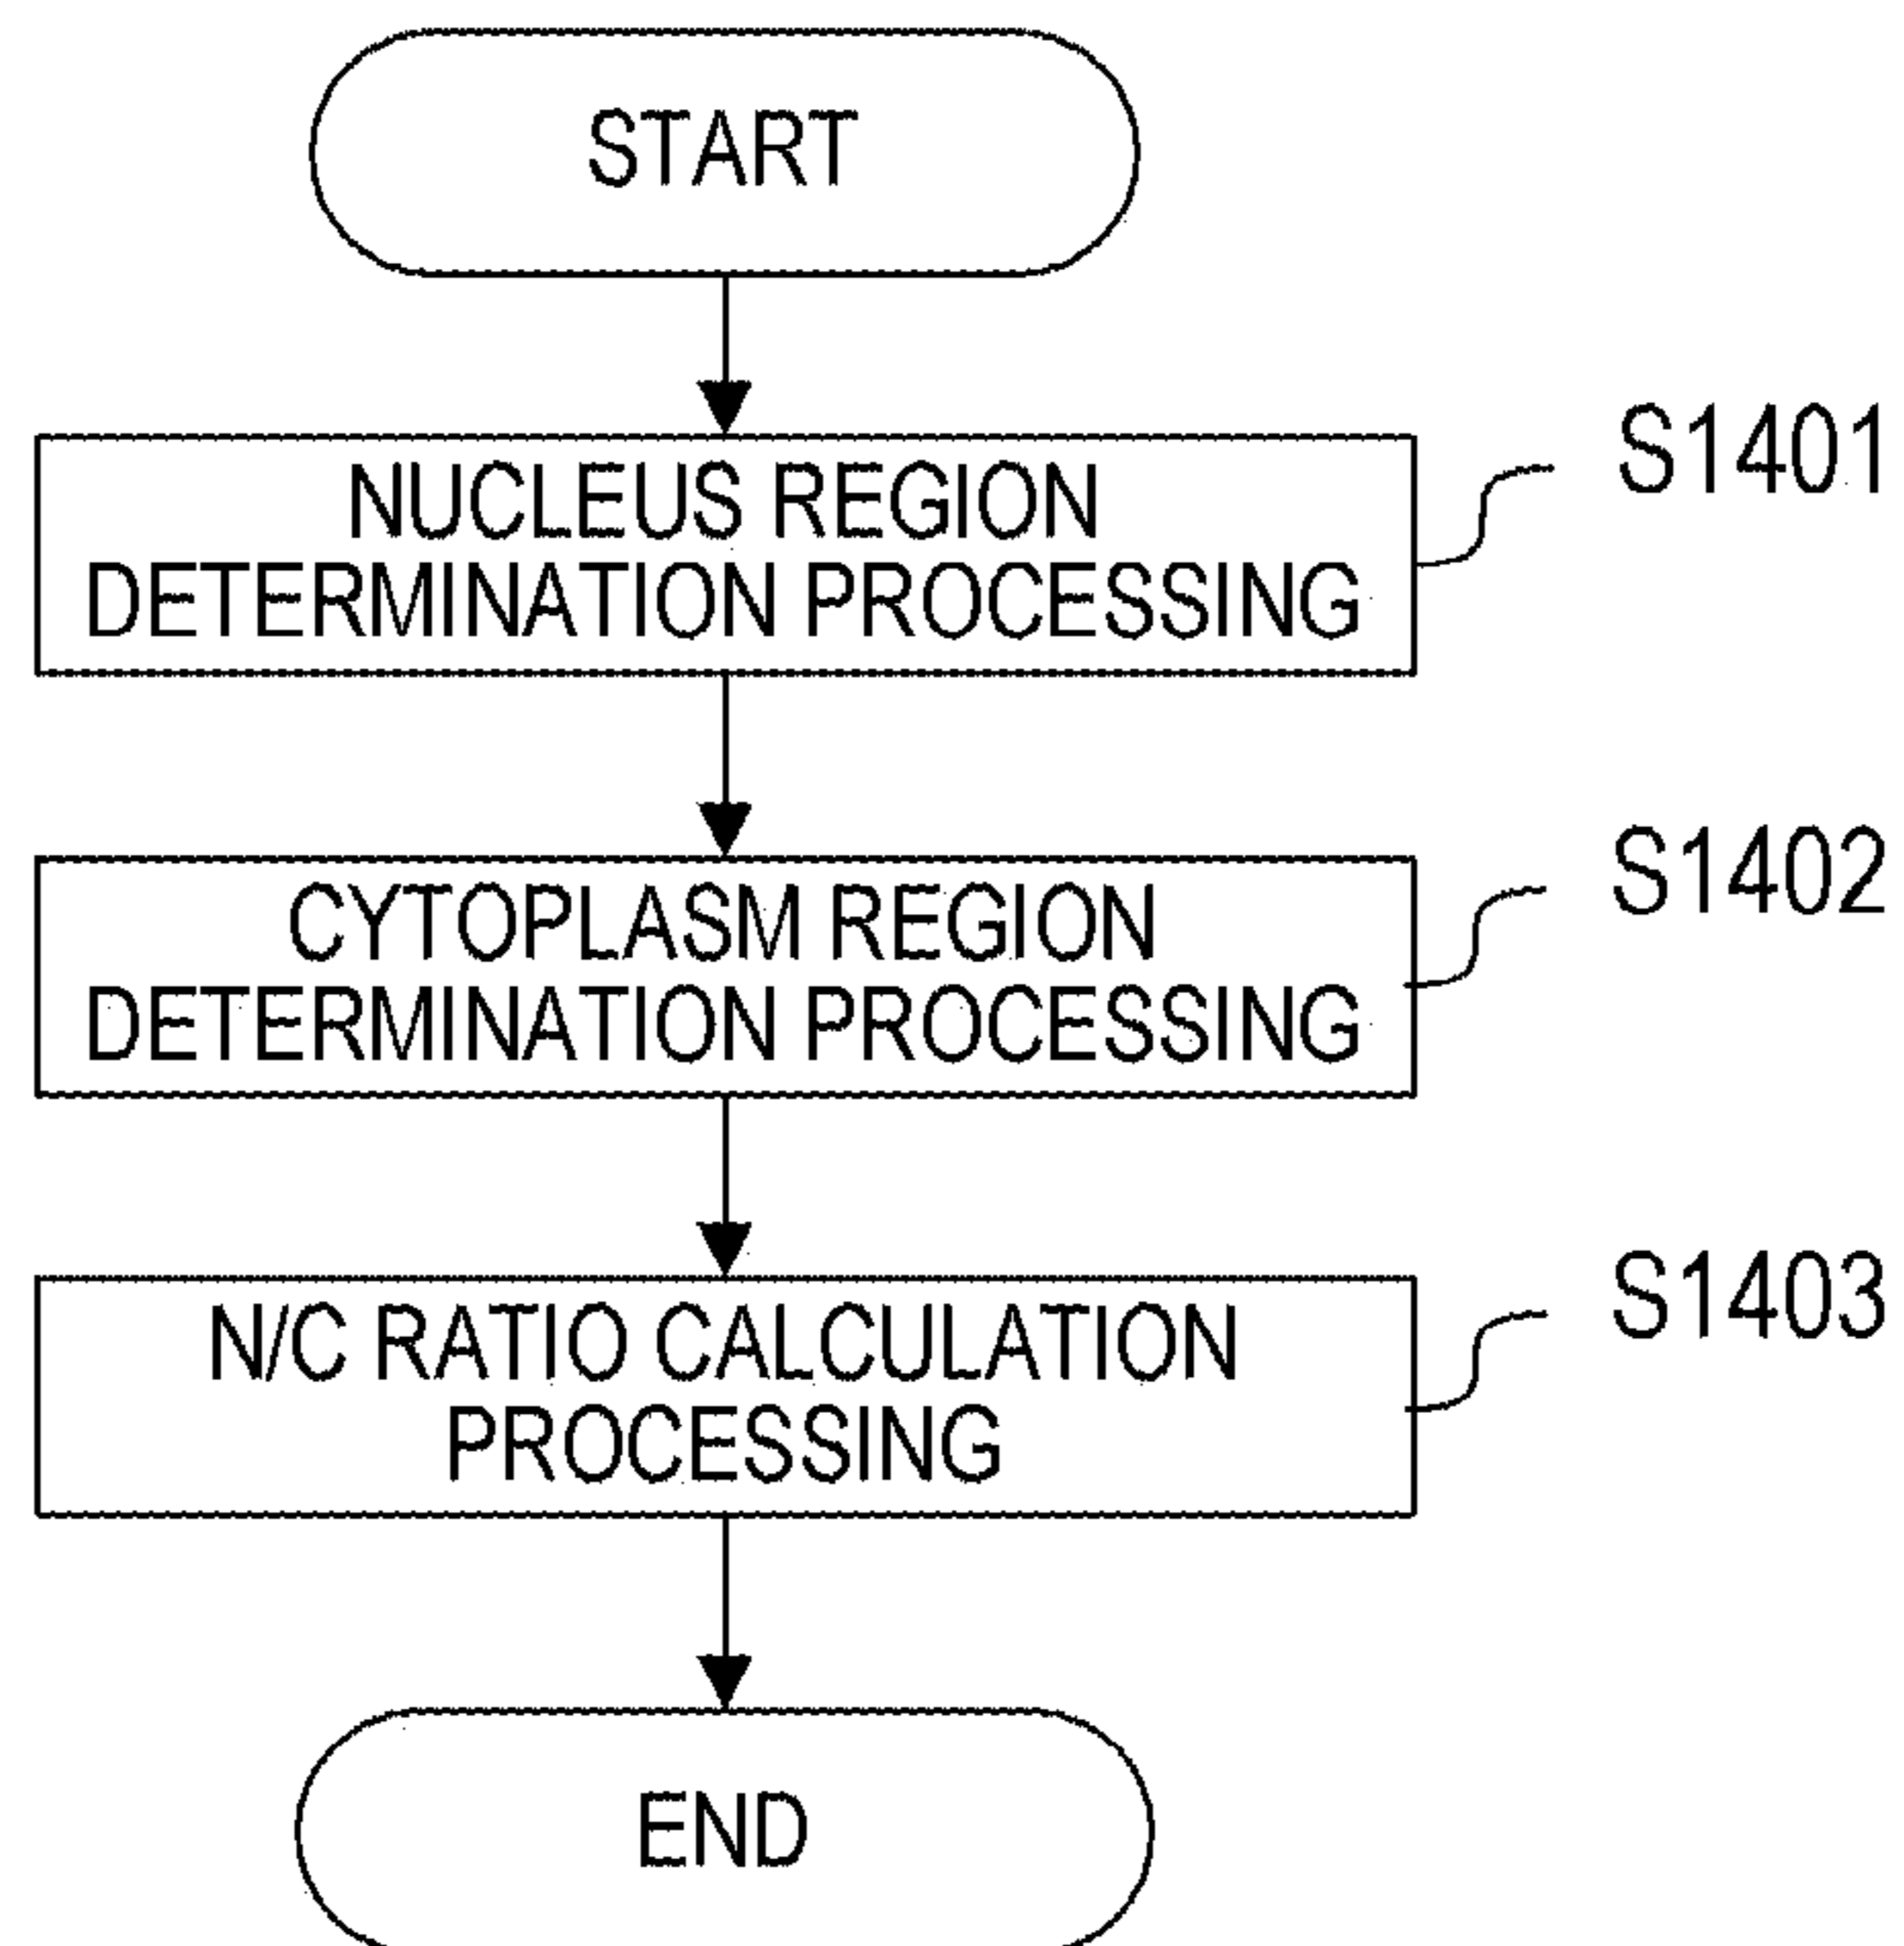 START
NUCLEUS REGION
DETERMINATION PROCESSING
S1401
CYTOPLASM REGION
DETERMINATION PROCESSING
S1402
N/C RATIO CALCULATION
PROCESSING
S1403
END